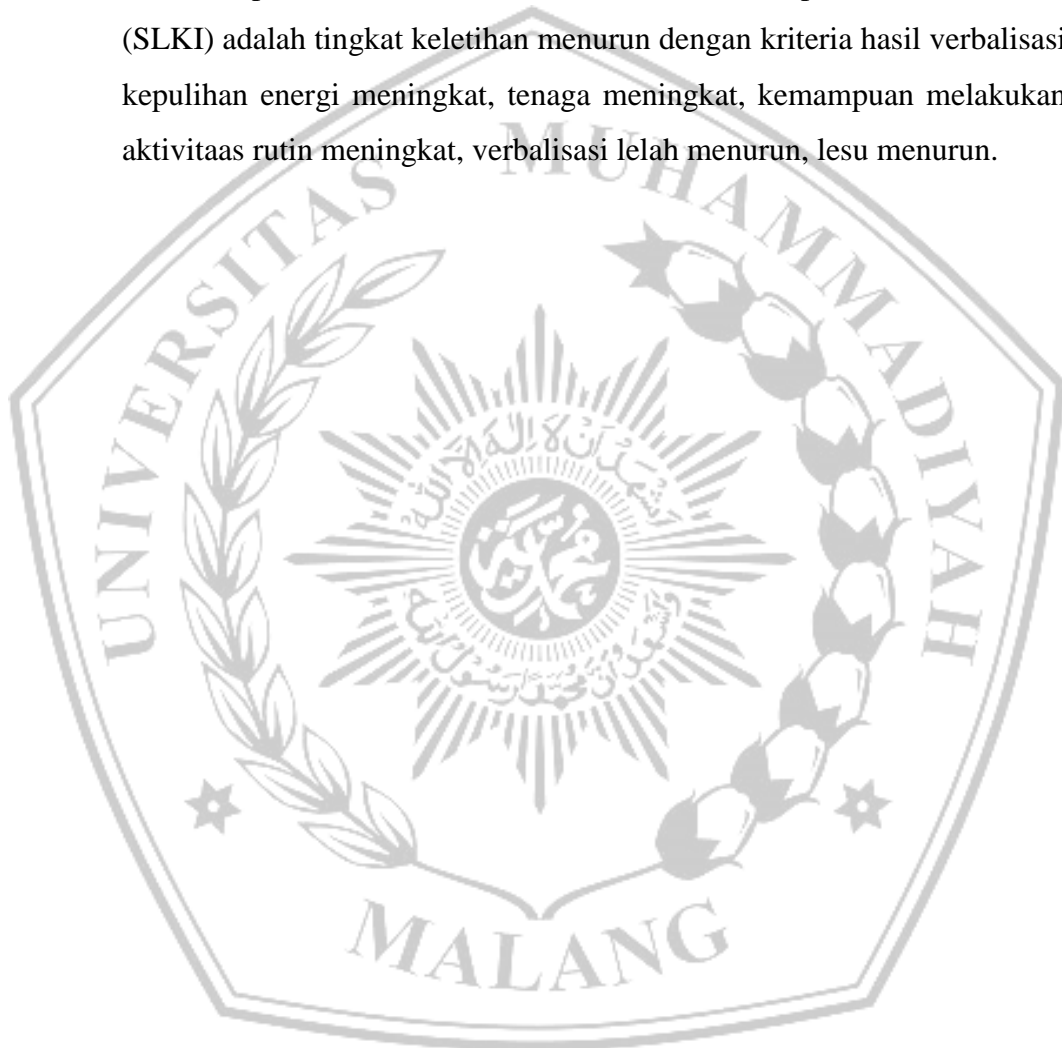 (SLKI) adalah tingkat keletihan menurun dengan kriteria hasil verbalisasi
kepulihan energi meningkat, tenaga meningkat, kemampuan melakukan
aktivitaas rutin meningkat, verbalisasi lelah menurun, lesu menurun.
UNIVERSITAS MUHAMMADIYAH
MALANG